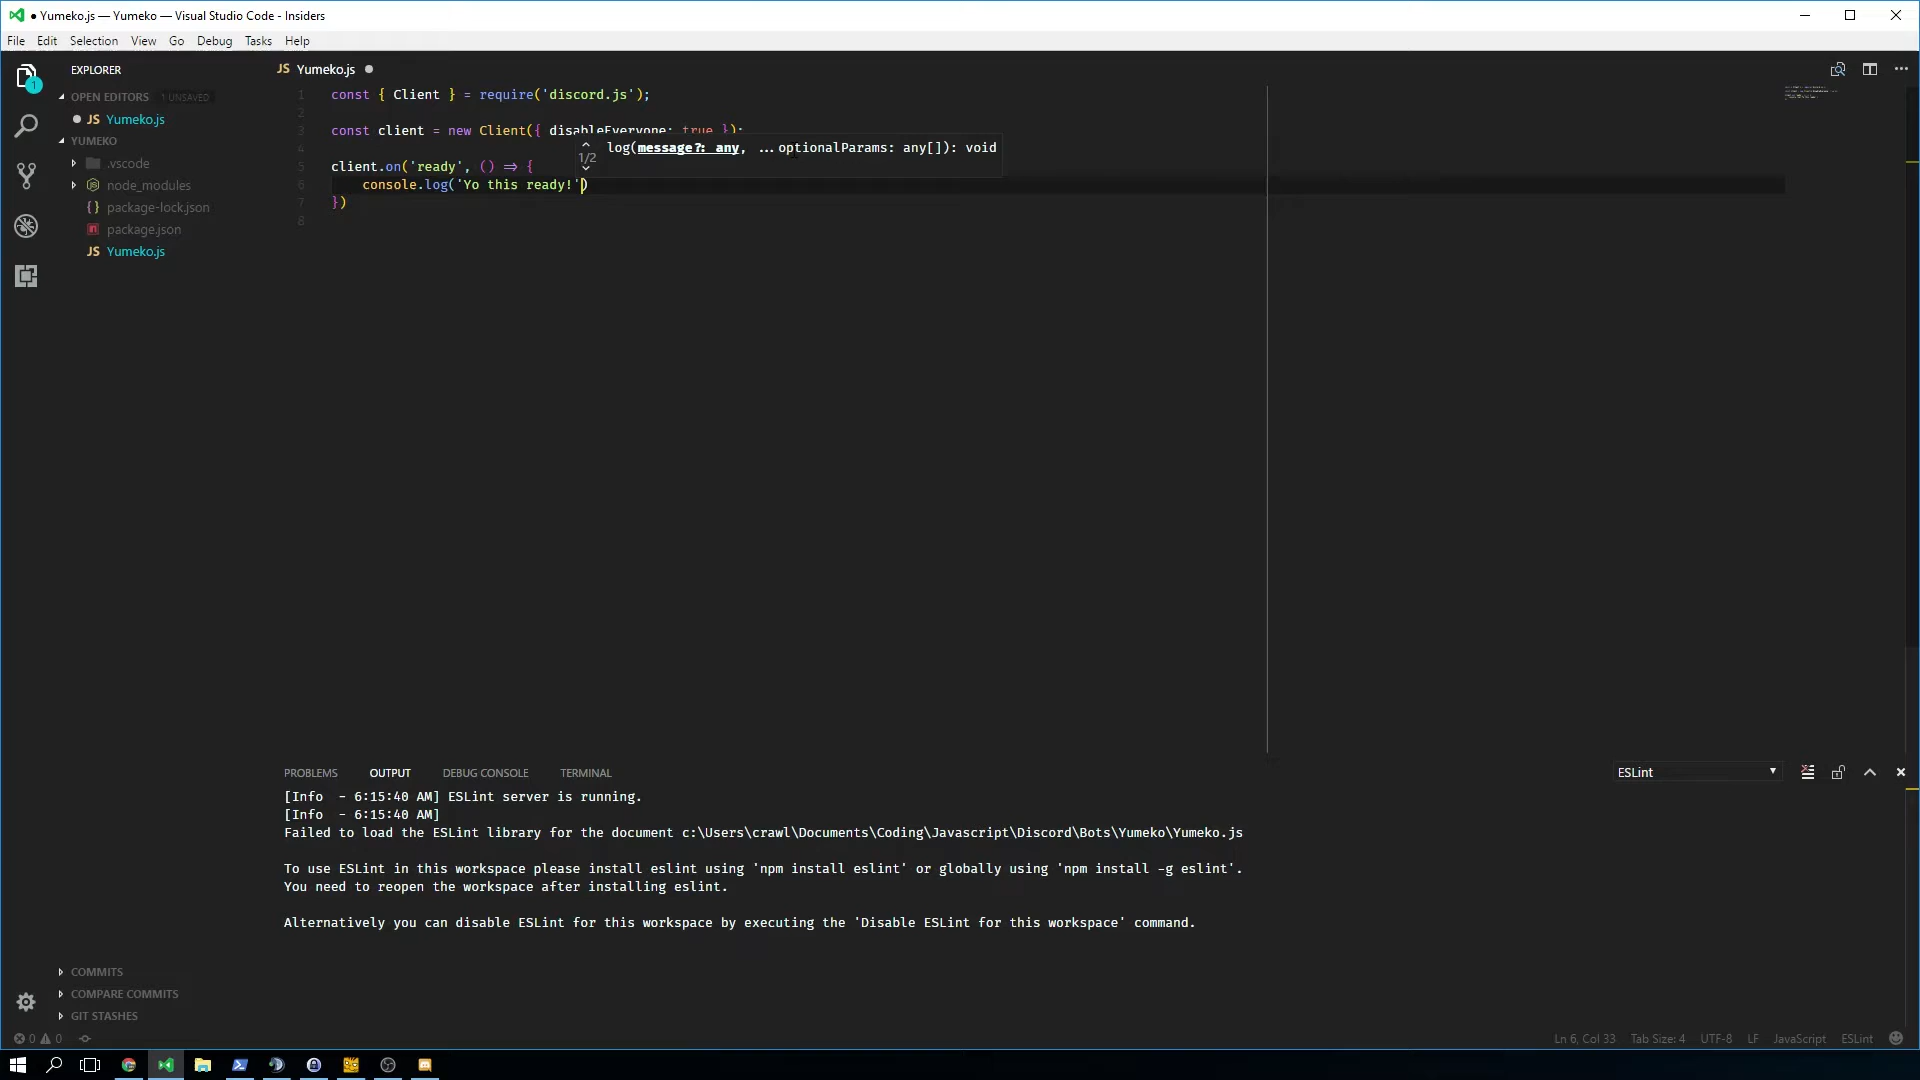 ● Yumeko.js — Yumeko — Visual Studio Code - Insiders
File Edit Selection View Go Debug Tasks Help
EXPLORER
OPEN EDITORS 1 UNSAVED
JS Yumeko.js
YUMEKO
.vscode
node_modules
{} package-lock.json
package.json
JS Yumeko.js
COMMITS
COMPARE COMMITS
GIT STASHES
1
JS Yumeko.js ●
1 const { Client } = require('discord.js');
2
3 const client = new Client({ disableEveryone: true });
4
5 client.on('ready', () => {
6 console.log('Yo this ready!')
7 })
8
1/2 log(message?: any, ...optionalParams: any[]): void
PROBLEMS OUTPUT DEBUG CONSOLE TERMINAL ESLint
[Info  - 6:15:40 AM] ESLint server is running.
[Info  - 6:15:40 AM]
Failed to load the ESLint library for the document c:\Users\crawl\Documents\Coding\Javascript\Discord\Bots\Yumeko\Yumeko.js
To use ESLint in this workspace please install eslint using 'npm install eslint' or globally using 'npm install -g eslint'.
You need to reopen the workspace after installing eslint.
Alternatively you can disable ESLint for this workspace by executing the 'Disable ESLint for this workspace' command.
0 0 Ln 6, Col 33 Tab Size: 4 UTF-8 LF JavaScript ESLint